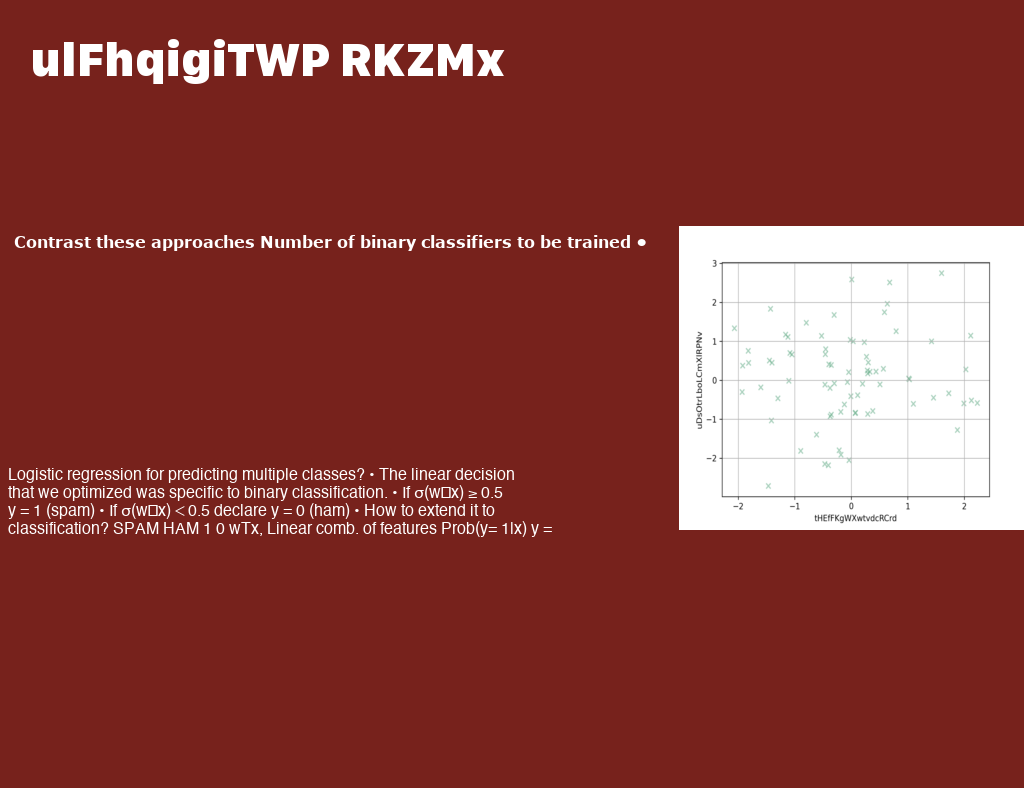 ulFhqigiTWP RKZMx
Contrast these approaches Number of binary classifiers to be trained •
Logistic regression for predicting multiple classes? • The linear decision
that we optimized was specific to binary classification. • If σ(w□x) ≥ 0.5
y = 1 (spam) • If σ(w□x) < 0.5 declare y = 0 (ham) • How to extend it to
classification? SPAM HAM 1 0 wTx, Linear comb. of features Prob(y= 1|x) y =
3
2
1
0
−1
−2
uDsOtrLboLCmXIRPNv
−2 −1 0 1 2
tHEfFKgWXwtvdcRCrd